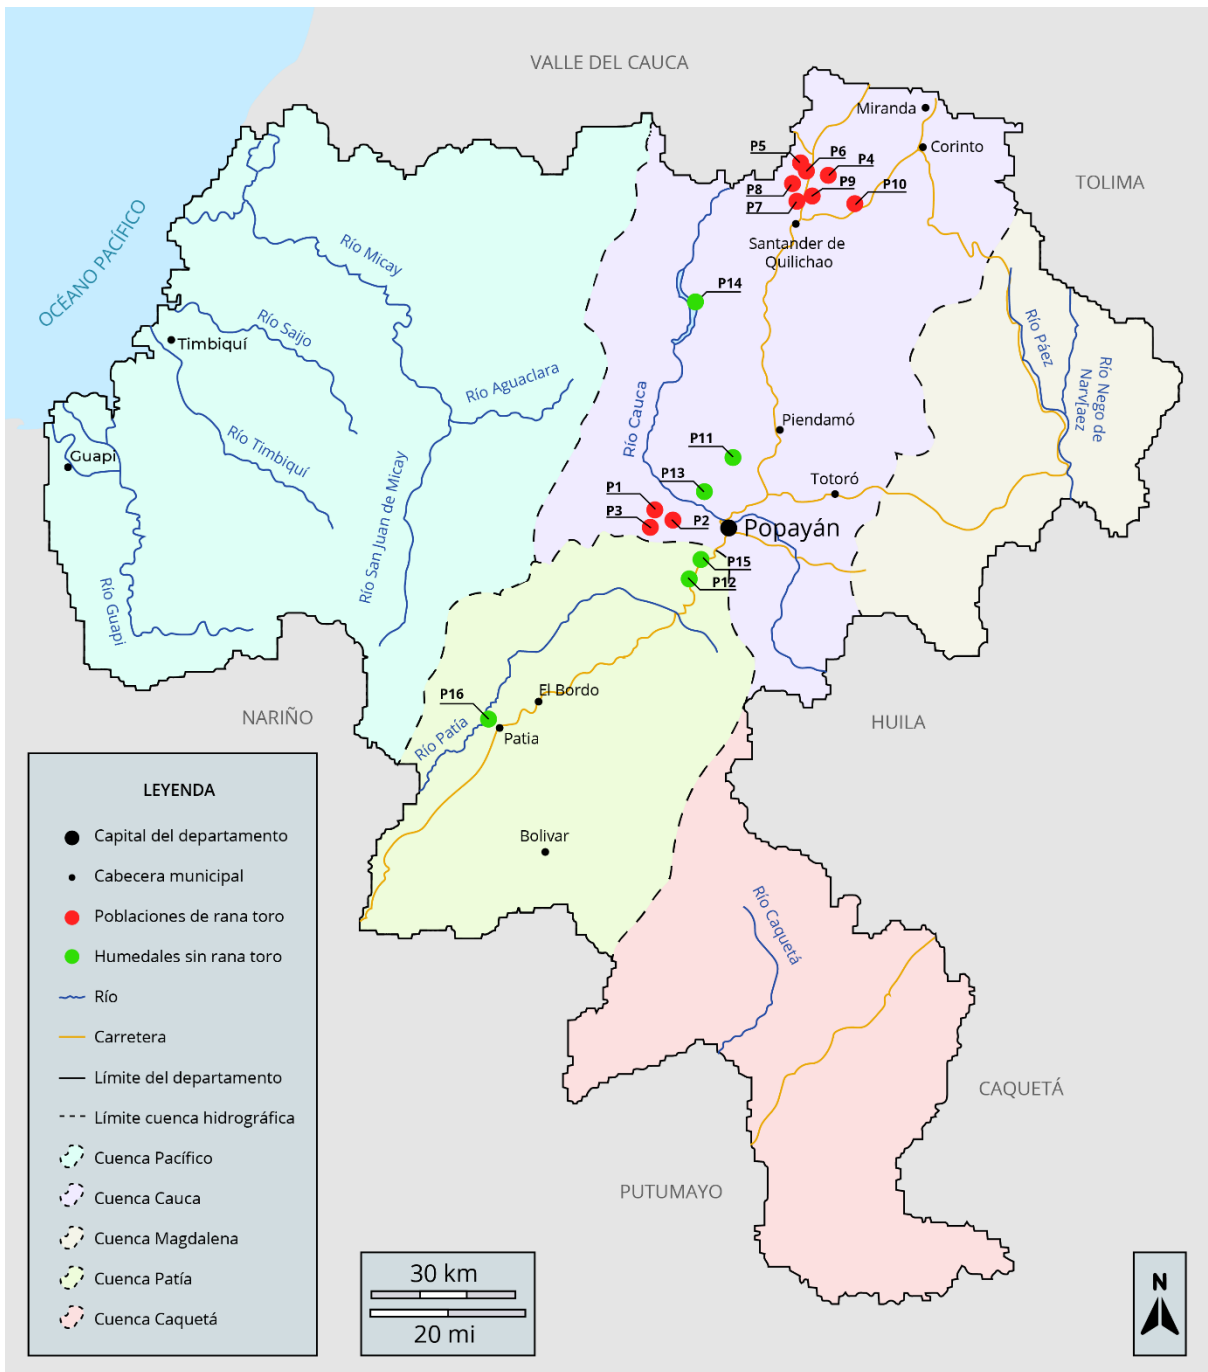 VALLE DEL CAUCA
Miranda
Corinto
TOLIMA
P5
P6
P4
P8
P9
P10
P7
Santander de
Quilichao
OCÉANO PACÍFICO
Río Micay
P14
Río Saijo
Timbiquí
Río Páez
Río Nego de
Narv[aez
Río Aguaclara
Río Cauca
Río Timbiquí
Guapi
Piendamó
P11
P13
Totoró
P1
P3
P2
Popayán
Río San Juan de Micay
P15
P12
Río Guapi
El Bordo
P16
Río Patía
Patia
NARIÑO
HUILA
Bolivar
Río Caquetá
CAQUETÁ
PUTUMAYO
LEYENDA
Capital del departamento
Cabecera municipal
Poblaciones de rana toro
Humedales sin rana toro
Río
Carretera
Límite del departamento
Límite cuenca hidrográfica
Cuenca Pacífico
Cuenca Cauca
Cuenca Magdalena
Cuenca Patía
Cuenca Caquetá
30 km
20 mi
N